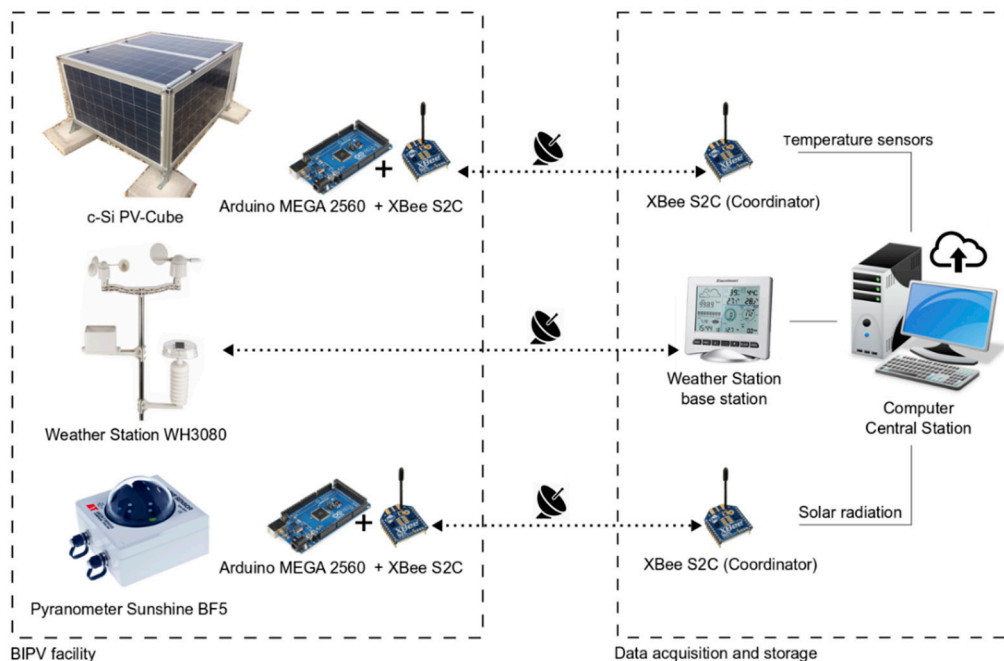 Temperature sensors
c-Si PV-Cube
Arduino MEGA 2560 + XBee S2C
XBee S2C (Coordinator)
Weather Station WH3080
Weather Station
base station
Computer
Central Station
Solar radiation
Arduino MEGA 2560 + XBee S2C
XBee S2C (Coordinator)
Pyranometer Sunshine BF5
BIPV facility
Data acquisition and storage